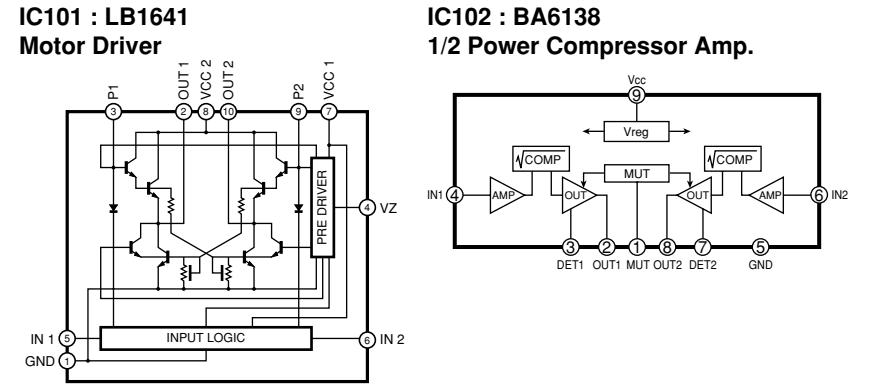 IC101 : LB1641
Motor Driver
P1
OUT 1
VCC 2
OUT 2
P2
VCC 1
3
2
8
10
9
7
PRE DRIVER
4 VZ
IN 1 5
INPUT LOGIC
6 IN 2
GND 1
IC102 : BA6138
1/2 Power Compressor Amp.
Vcc
9
Vreg
√COMP
MUT
√COMP
IN1 4
AMP
OUT
OUT
AMP
6 IN2
3
2
1
8
7
5
DET1
OUT1
MUT
OUT2
DET2
GND